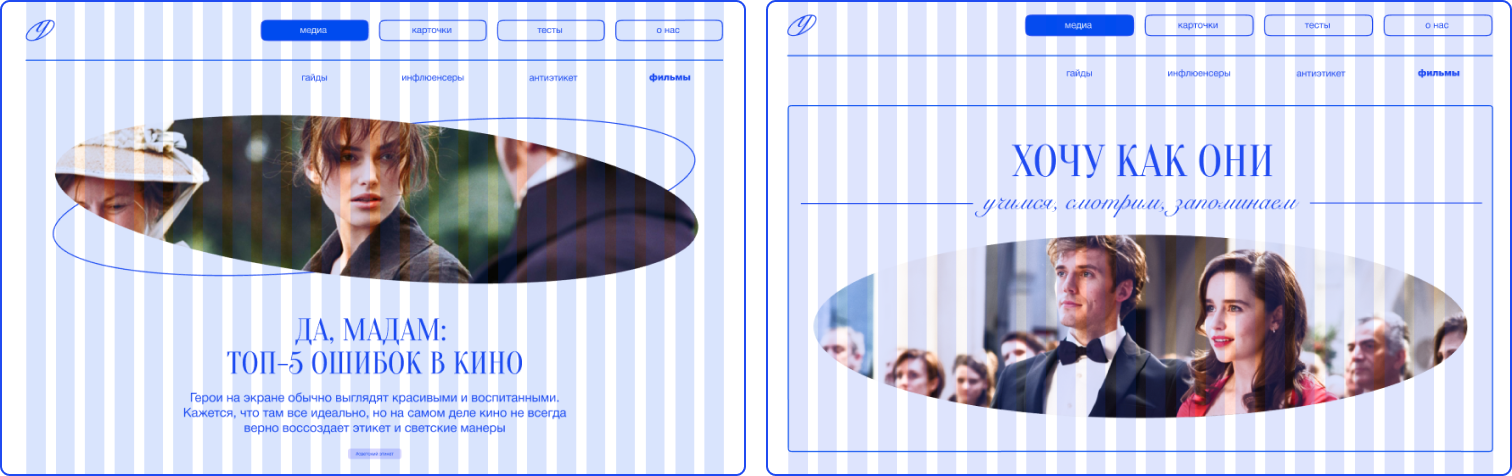 У
медиа
карточки
тесты
о нас
гайды
инфлюенсеры
антиэтикет
фильмы
ДА, МАДАМ:
ТОП-5 ОШИБОК В КИНО
Герои на экране обычно выглядят красивыми и воспитанными.
Кажется, что там все идеально, но на самом деле кино не всегда
верно воссоздает этикет и светские манеры
У
медиа
карточки
тесты
о нас
гайды
инфлюенсеры
антиэтикет
фильмы
ХОЧУ КАК ОНИ
учимся, смотрим, запоминаем